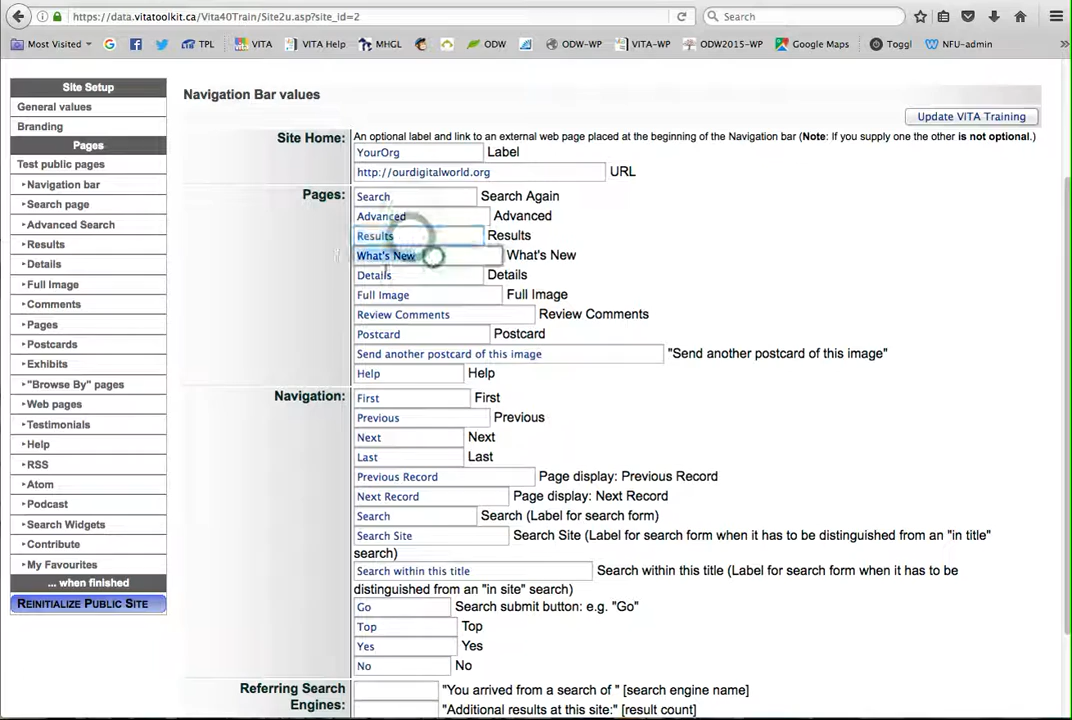 https://data.vitatoolkit.ca/Vita40Train/Site2u.asp?site_id=2
Search
Most Visited
TPL
VITA
VITA Help
MHGL
ODW
ODW-WP
VITA-WP
ODW2015-WP
Google Maps
Toggl
NFU-admin
Site Setup
General values
Branding
Pages
Test public pages
Navigation bar
Search page
Advanced Search
Results
Details
Full Image
Comments
Pages
Postcards
Exhibits
"Browse By" pages
Web pages
Testimonials
Help
RSS
Atom
Podcast
Search Widgets
Contribute
My Favourites
... when finished
REINITIALIZE PUBLIC SITE
Navigation Bar values
Update VITA Training
Site Home: An optional label and link to an external web page placed at the beginning of the Navigation bar (Note: If you supply one the other is not optional.)
YourOrg Label
http://ourdigitalworld.org URL
Pages: Search Search Again
Advanced Advanced
Results Results
What's New What's New
Details Details
Full Image Full Image
Review Comments Review Comments
Postcard Postcard
Send another postcard of this image "Send another postcard of this image"
Help Help
Navigation: First First
Previous Previous
Next Next
Last Last
Previous Record Page display: Previous Record
Next Record Page display: Next Record
Search Search (Label for search form)
Search Site Search Site (Label for search form when it has to be distinguished from an "in title"
search)
Search within this title Search within this title (Label for search form when it has to be
distinguished from an "in site" search)
Go Search submit button: e.g. "Go"
Top Top
Yes Yes
No No
Referring Search
Engines:
"You arrived from a search of " [search engine name]
"Additional results at this site:" [result count]